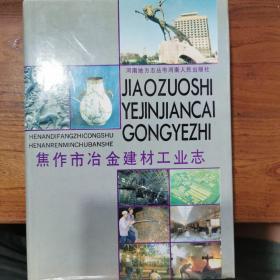 河南地方志丛书河南人民出版社
JIAOZUOSHI
YEJINJIANCAI
GONGYEZHI
HENANDIFANGZHICONGSHU
HENANRENMINCHUBANSHE
焦作市冶金建材工业志